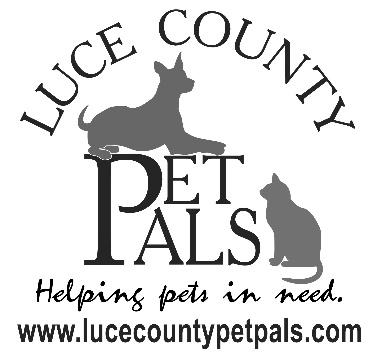 LUCE COUNTY
PET
PALS
Helping pets in need.
www.lucecountypetpals.com